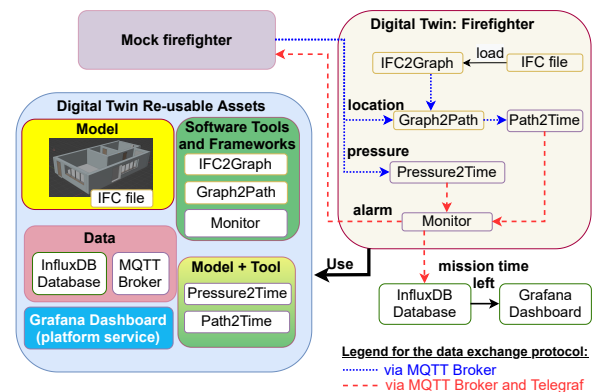 Mock firefighter
Digital Twin: Firefighter
IFC2Graph
load
IFC file
location
Graph2Path
Path2Time
pressure
Pressure2Time
alarm
Monitor
Use
mission time
left
InfluxDB
Database
Grafana
Dashboard
Digital Twin Re-usable Assets
Model
IFC file
Software Tools
and Frameworks
IFC2Graph
Graph2Path
Monitor
Data
InfluxDB
Database
MQTT
Broker
Model + Tool
Pressure2Time
Path2Time
Grafana Dashboard
(platform service)
Legend for the data exchange protocol:
via MQTT Broker
via MQTT Broker and Telegraf